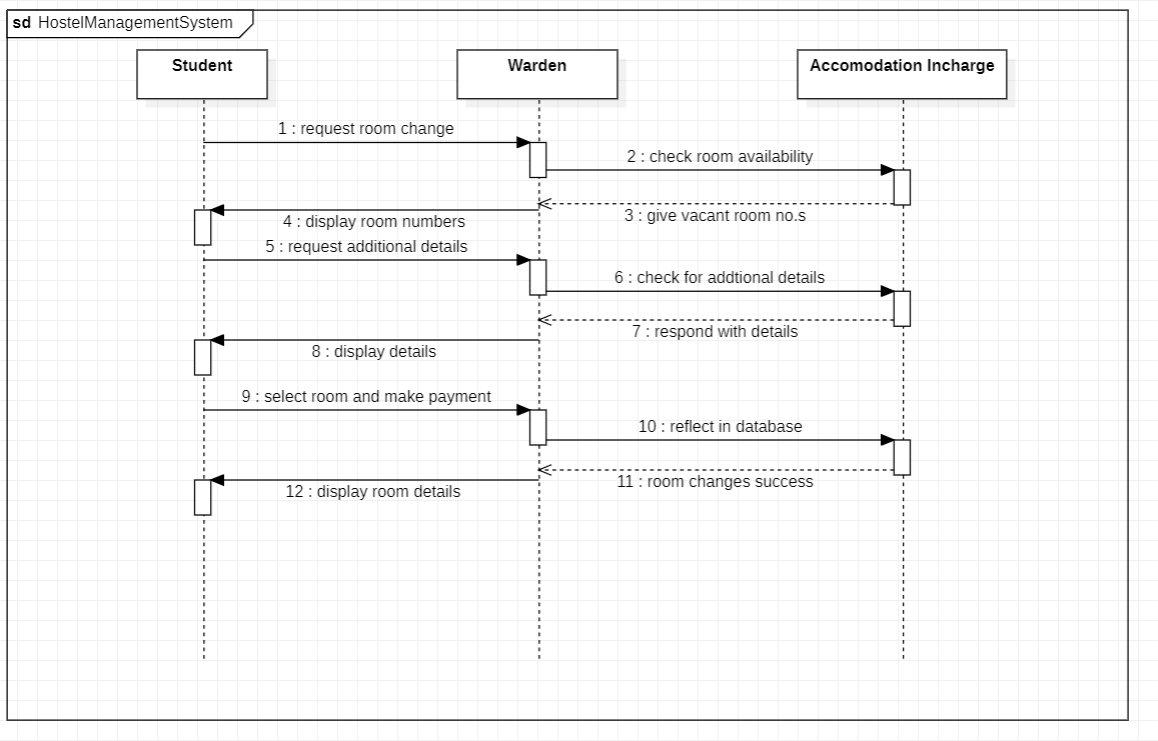 sd HostelManagementSystem
Student
Warden
Accomodation Incharge
1 : request room change
2 : check room availability
3 : give vacant room no.s
4 : display room numbers
5 : request additional details
6 : check for addtional details
7 : respond with details
8 : display details
9 : select room and make payment
10 : reflect in database
11 : room changes success
12 : display room details